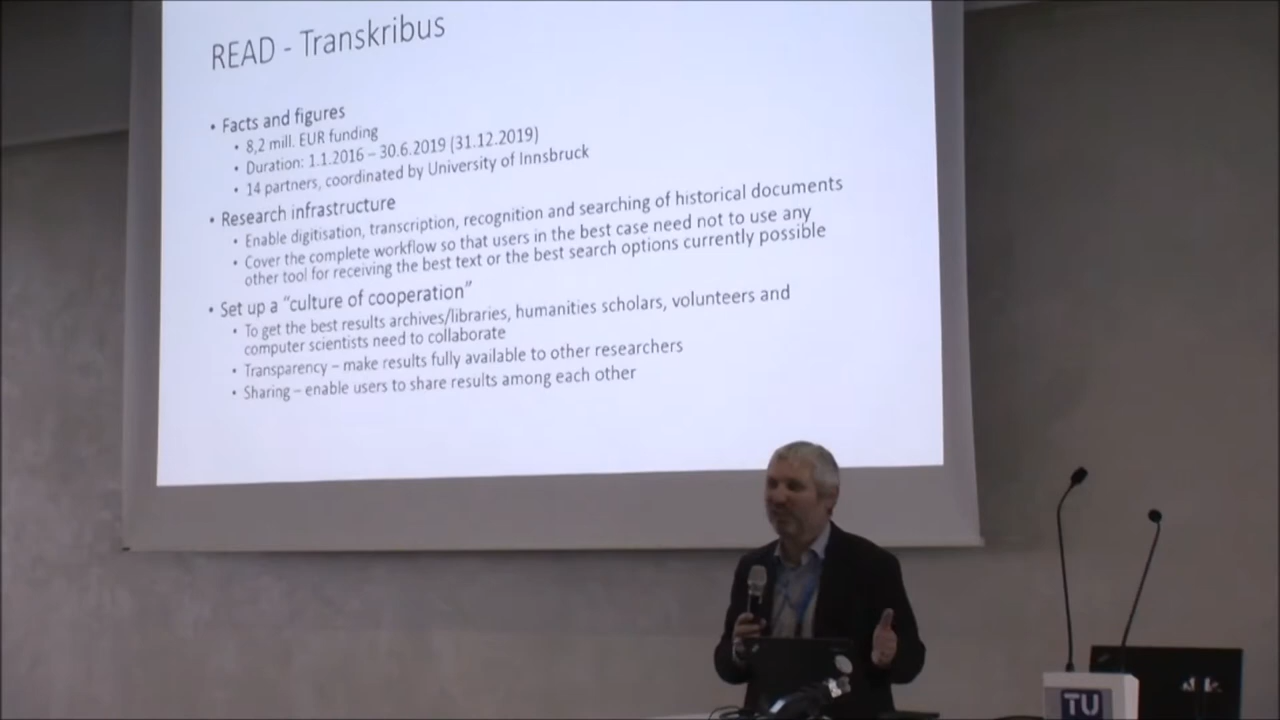 READ - Transkribus
• Facts and figures
• 8,2 mill. EUR funding
• Duration: 1.1.2016 – 30.6.2019 (31.12.2019)
• 14 partners, coordinated by University of Innsbruck
• Research infrastructure
• Enable digitisation, transcription, recognition and searching of historical documents
• Cover the complete workflow so that users in the best case need not to use any
other tool for receiving the best text or the best search options currently possible
• Set up a “culture of cooperation”
• To get the best results archives/libraries, humanities scholars, volunteers and
computer scientists need to collaborate
• Transparency – make results fully available to other researchers
• Sharing – enable users to share results among each other
TU